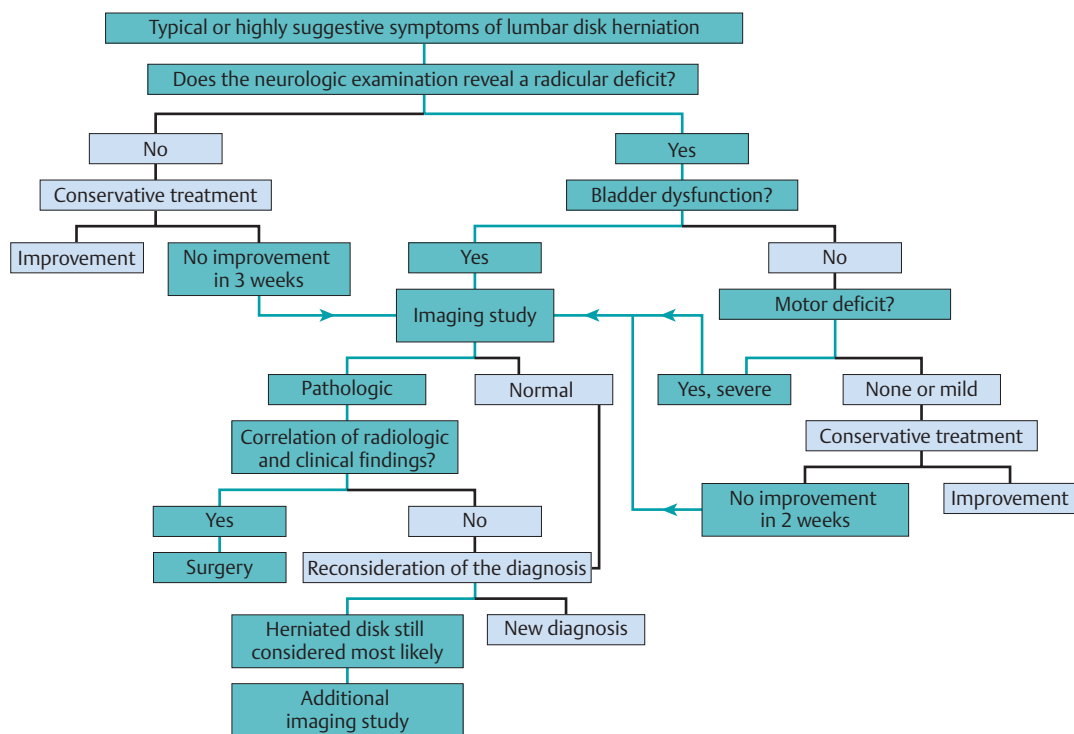 Typical or highly suggestive symptoms of lumbar disk herniation
Does the neurologic examination reveal a radicular deficit?
No
Yes
Conservative treatment
Bladder dysfunction?
Improvement
No improvement
in 3 weeks
Yes
No
Imaging study
Motor deficit?
Pathologic
Normal
Yes, severe
None or mild
Correlation of radiologic
and clinical findings?
Conservative treatment
Yes
No
No improvement
in 2 weeks
Improvement
Surgery
Reconsideration of the diagnosis
Herniated disk still
considered most likely
New diagnosis
Additional
imaging study